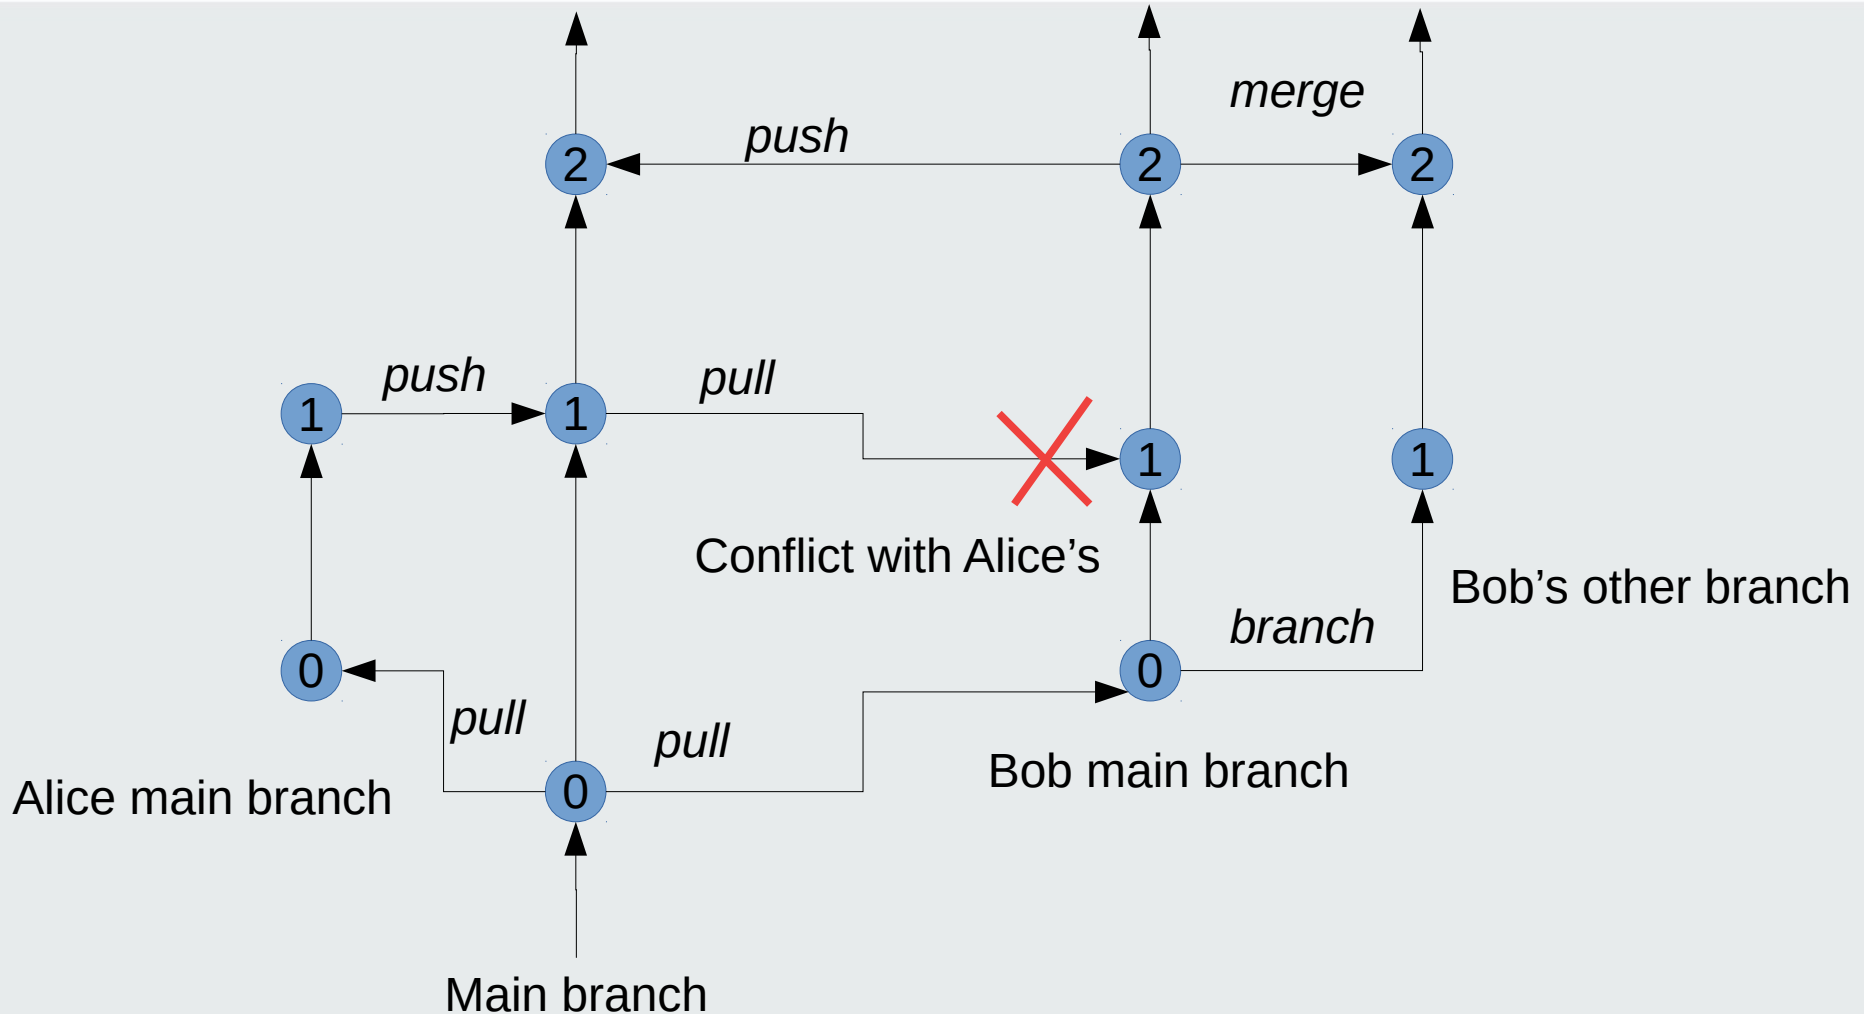 merge
push
2
2
2
push
pull
1
1
1
1
Conflict with Alice’s
Bob’s other branch
branch
0
0
pull
pull
Bob main branch
Alice main branch
0
Main branch